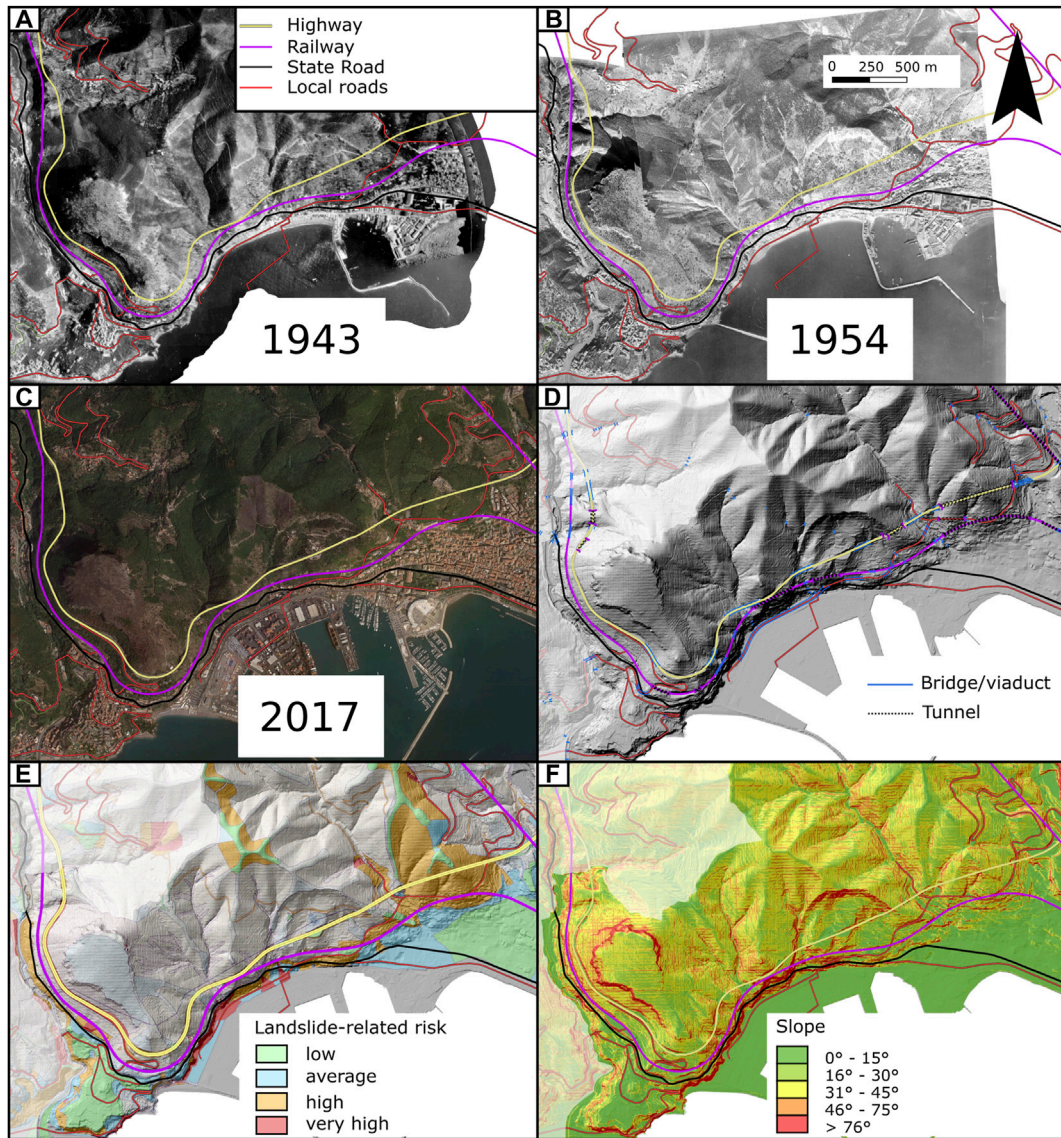 A
Highway
Railway
State Road
Local roads
1943
B
0 250 500 m
1954
C
2017
D
Bridge/viaduct
Tunnel
E
Landslide-related risk
low
average
high
very high
F
Slope
0° - 15°
16° - 30°
31° - 45°
46° - 75°
> 76°